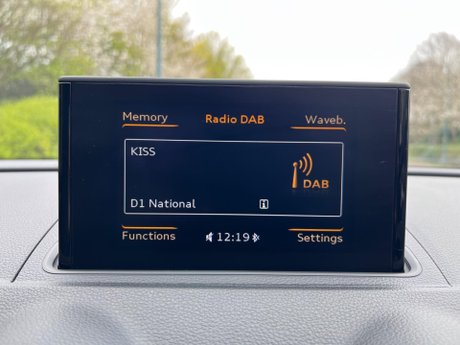 Memory Radio DAB Waveb.
KISS
DAB
D1 National i
Functions 12:19 Settings